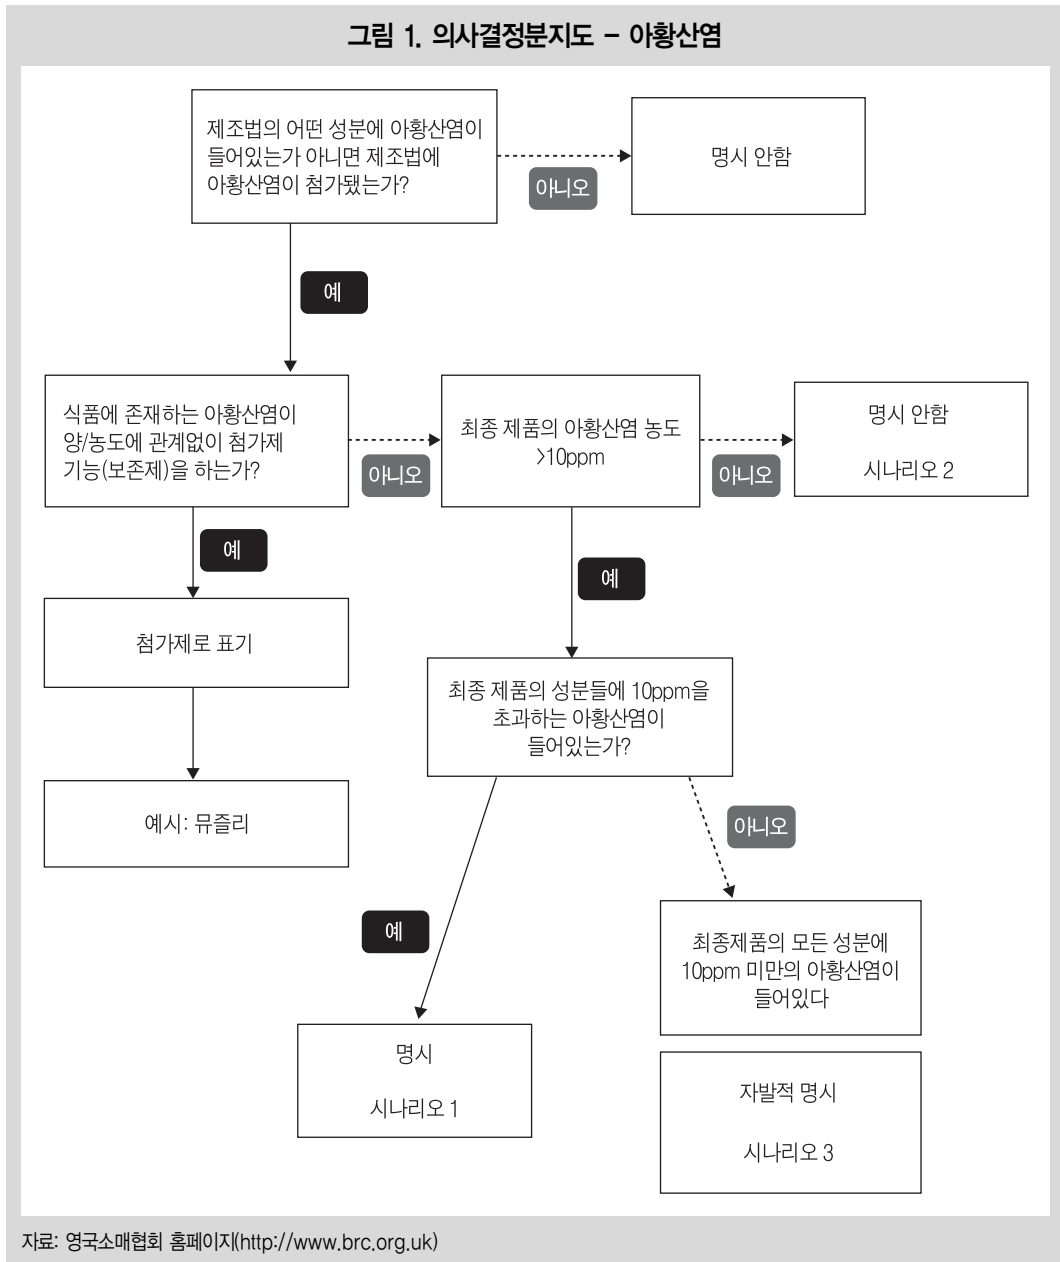 그림 1. 의사결정분지도 – 아황산염
제조법의 어떤 성분에 아황산염이
들어있는가 아니면 제조법에
아황산염이 첨가됐는가?
아니오
명시 안함
예
식품에 존재하는 아황산염이
양/농도에 관계없이 첨가제
기능(보존제)을 하는가?
아니오
최종 제품의 아황산염 농도
>10ppm
아니오
명시 안함
시나리오 2
예
첨가제로 표기
예시: 뮤즐리
예
최종 제품의 성분들에 10ppm을
초과하는 아황산염이
들어있는가?
예
명시
시나리오 1
아니오
최종제품의 모든 성분에
10ppm 미만의 아황산염이
들어있다
자발적 명시
시나리오 3
자료: 영국소매협회 홈페이지(http://www.brc.org.uk)